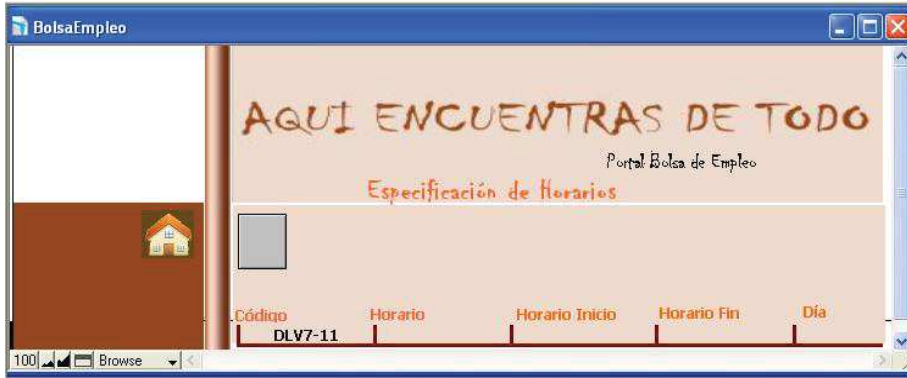 BolsaEmpleo
AQUI ENCUENTRAS DE TODO
Portal Bolsa de Empleo
Especificación de Horarios
Código Horario Horario Inicio Horario Fin Día
DLV7-11
100 Browse